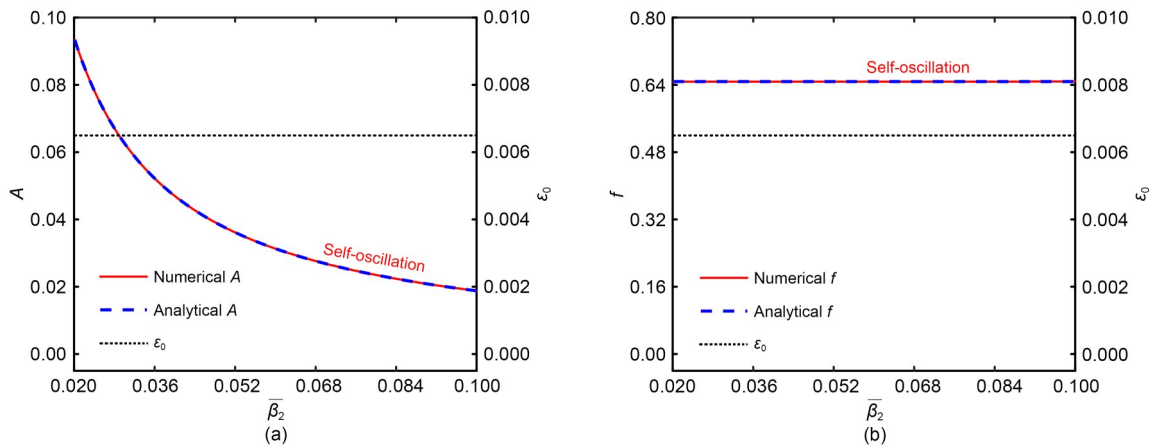 0.10
0.08
0.06
0.04
0.02
0.00
A
0.010
0.008
0.006
0.004
0.002
0.000
ε₀
Self-oscillation
Numerical A
Analytical A
ε₀
0.020 0.036 0.052 0.068 0.084 0.100
β̅₂
(a)
0.80
0.64
0.48
0.32
0.16
0.00
f
0.010
0.008
0.006
0.004
0.002
0.000
ε₀
Self-oscillation
Numerical f
Analytical f
ε₀
0.020 0.036 0.052 0.068 0.084 0.100
β̅₂
(b)